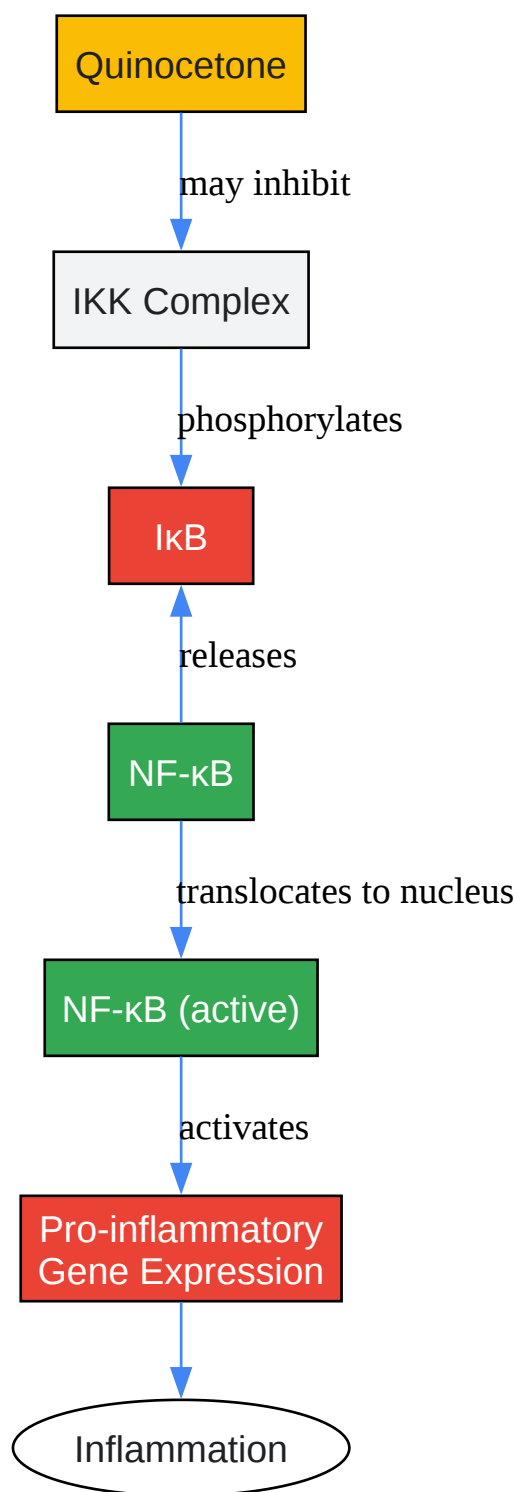 Quinocetone
may inhibit
IKK Complex
phosphorylates
IκB
releases
NF-κB
translocates to nucleus
NF-κB (active)
activates
Pro-inflammatory
Gene Expression
Inflammation